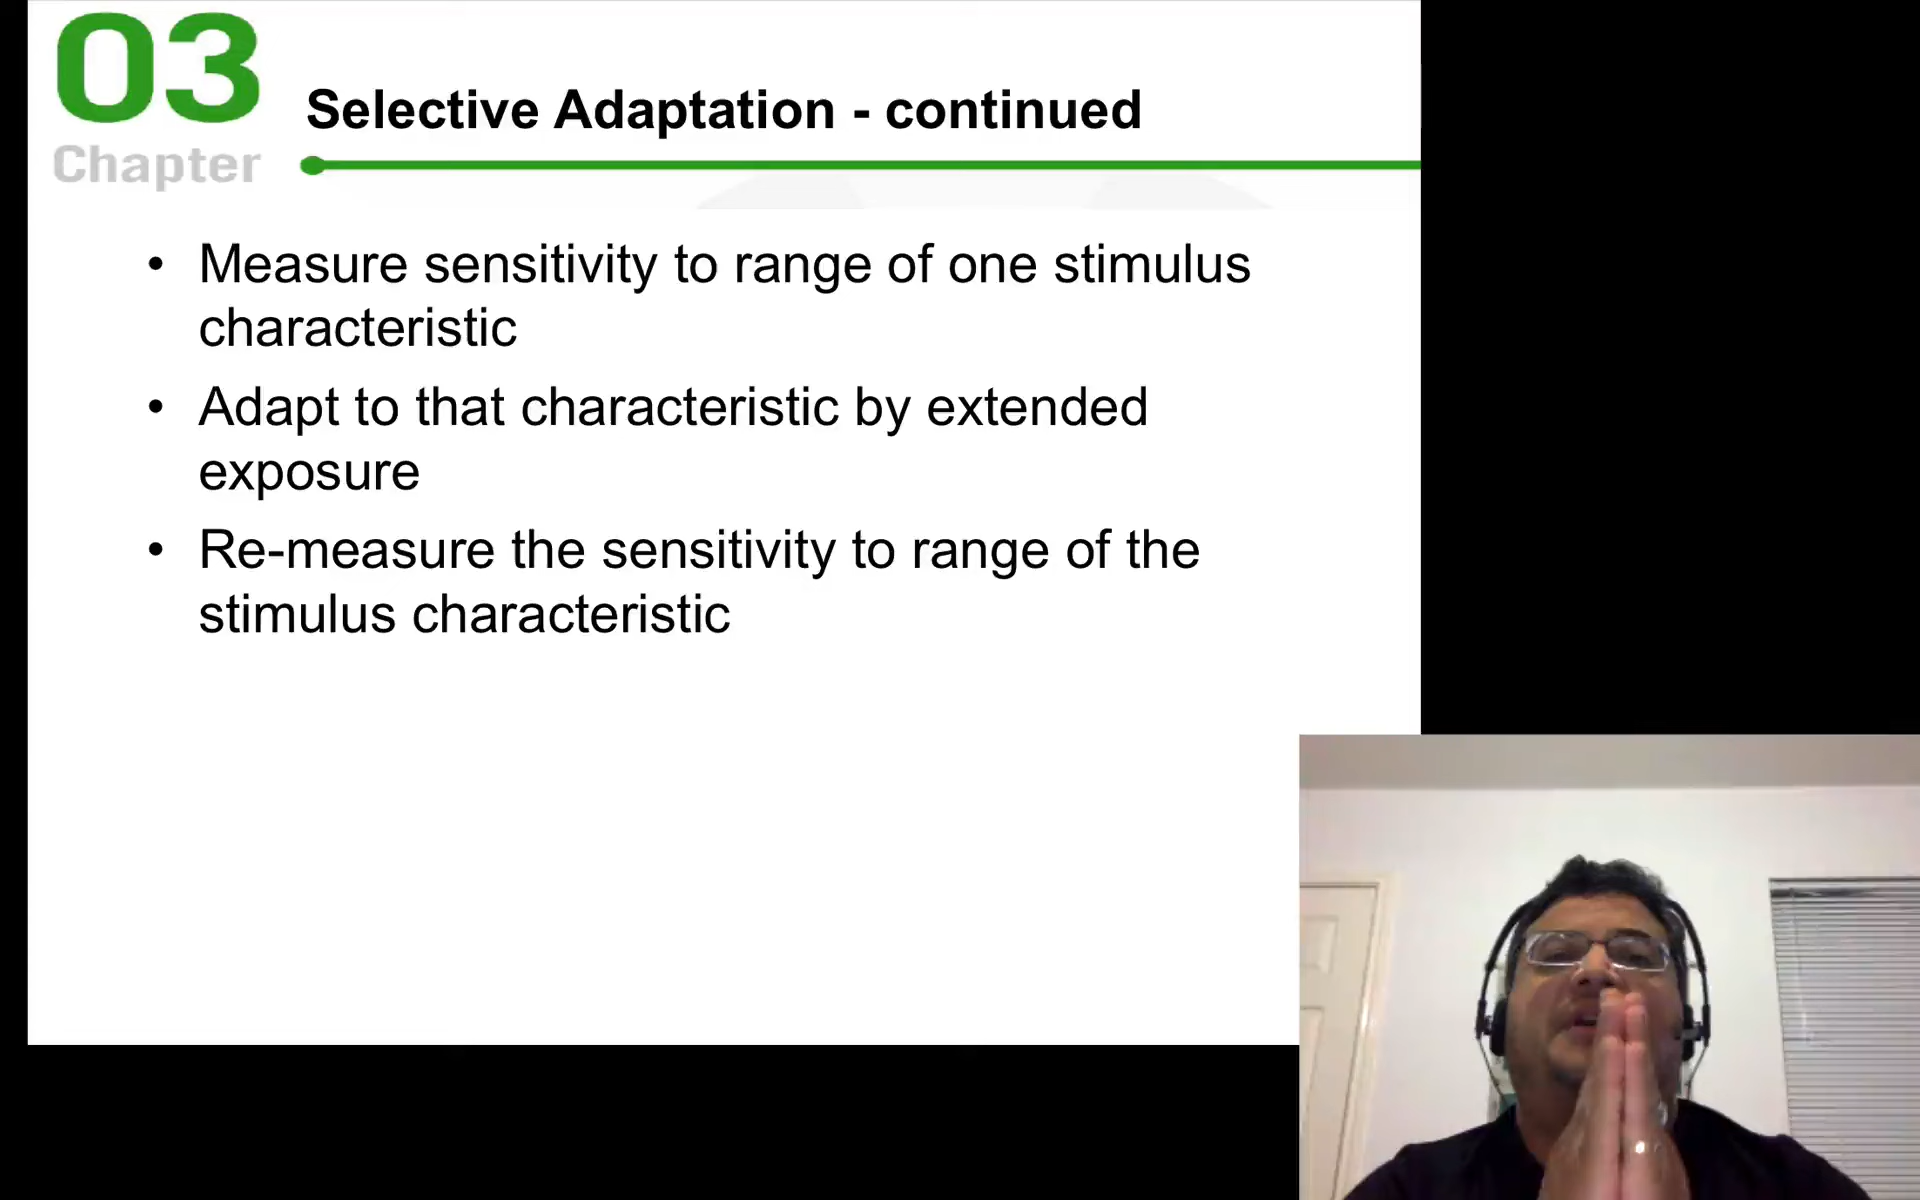 03
Chapter
Selective Adaptation - continued
• Measure sensitivity to range of one stimulus
characteristic
• Adapt to that characteristic by extended
exposure
• Re-measure the sensitivity to range of the
stimulus characteristic